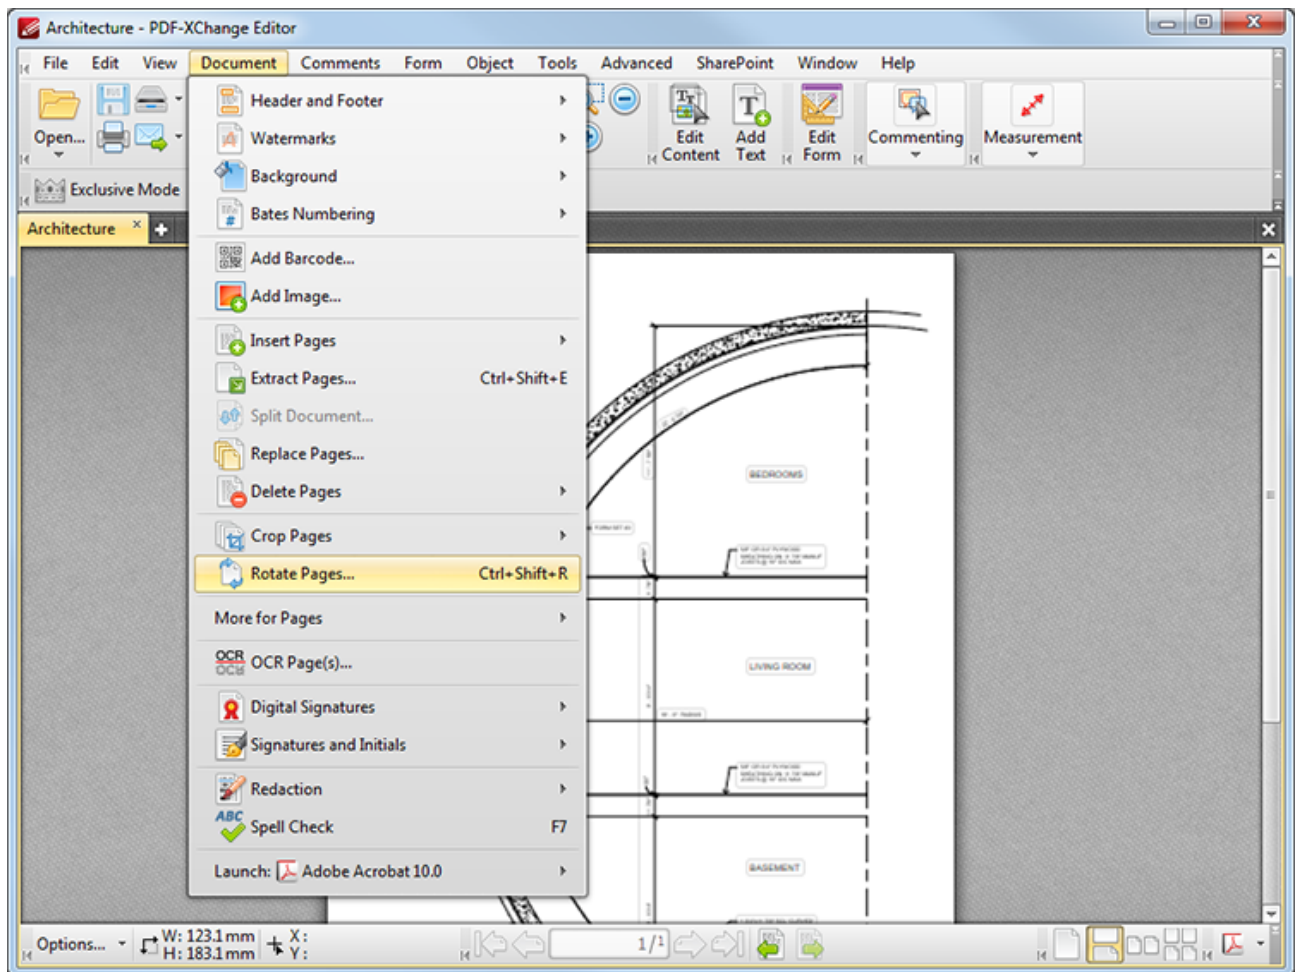 Architecture - PDF-XChange Editor
File Edit View Document Comments Form Object Tools Advanced SharePoint Window Help
Open...
Edit Content
Add Text
Edit Form
Commenting
Measurement
Exclusive Mode
Architecture
Header and Footer
Watermarks
Background
Bates Numbering
Add Barcode...
Add Image...
Insert Pages
Extract Pages... Ctrl+Shift+E
Split Document...
Replace Pages...
Delete Pages
Crop Pages
Rotate Pages... Ctrl+Shift+R
More for Pages
OCR
OCR Page(s)...
Digital Signatures
Signatures and Initials
Redaction
ABC
Spell Check F7
Launch: Adobe Acrobat 10.0
BEDROOMS
LIVING ROOM
BASEMENT
Options...
W: 123.1 mm
H: 183.1 mm
X:
Y:
1/1